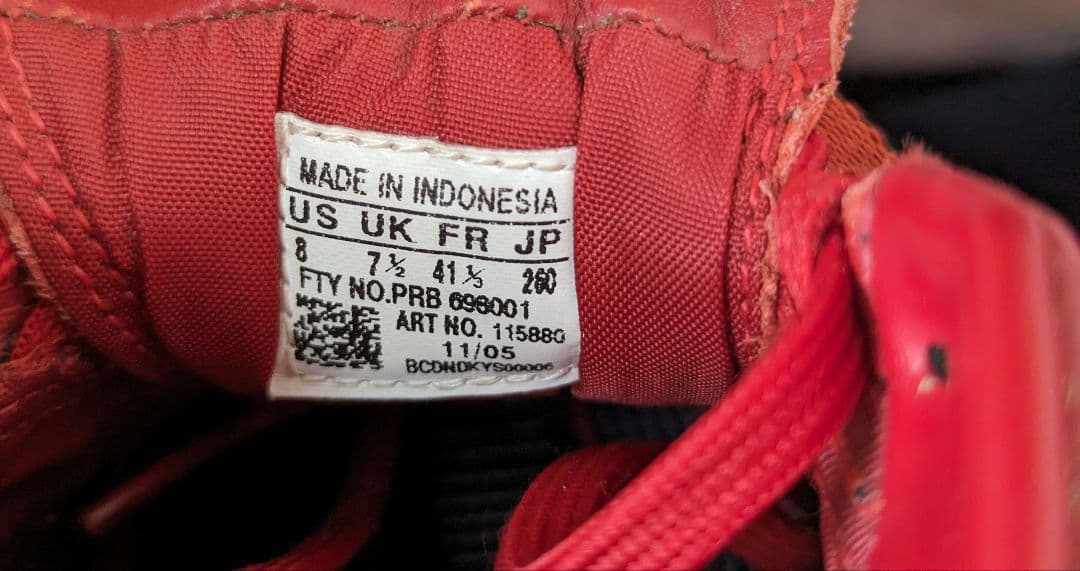 MADE IN INDONESIA
US UK FR JP
8 7½ 41⅓ 260
FTY NO.PRB 696001
ART NO. 115880
11/05
BCDNDKYS00006